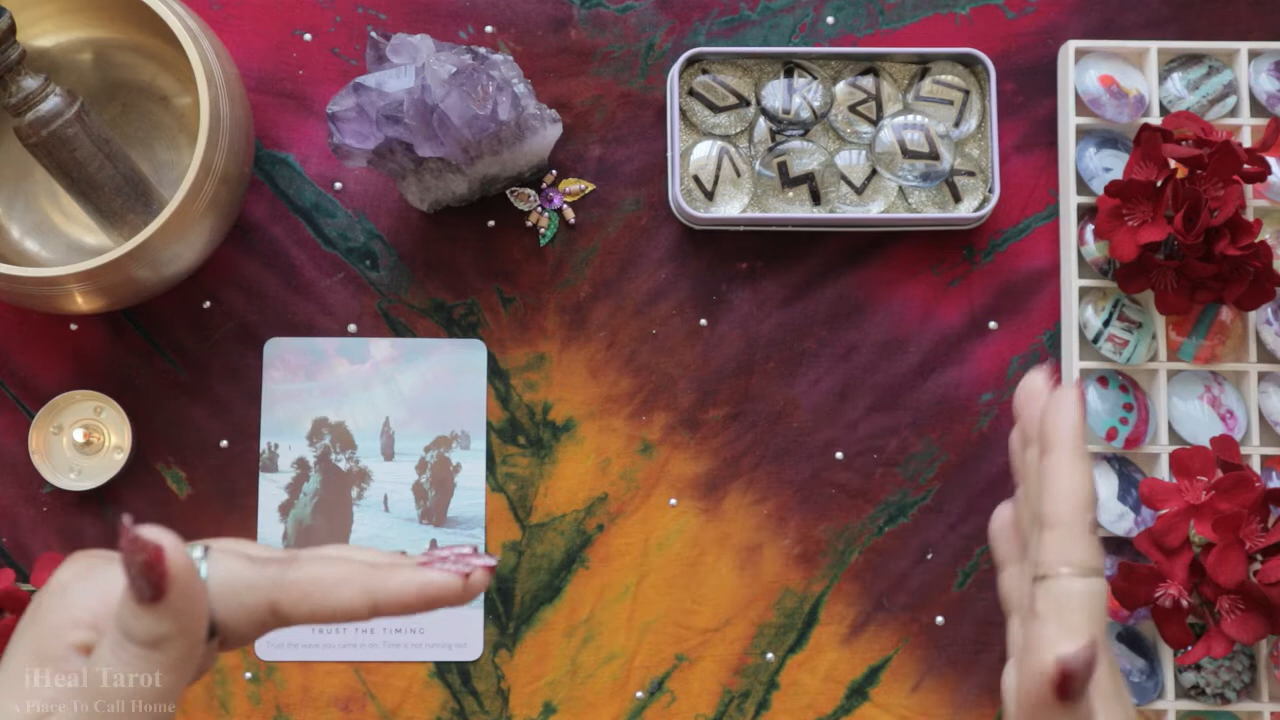 TRUST THE TIMING
Trust the wave you came in on. Time is not running out.
iHeal Tarot
A Place To Call Home